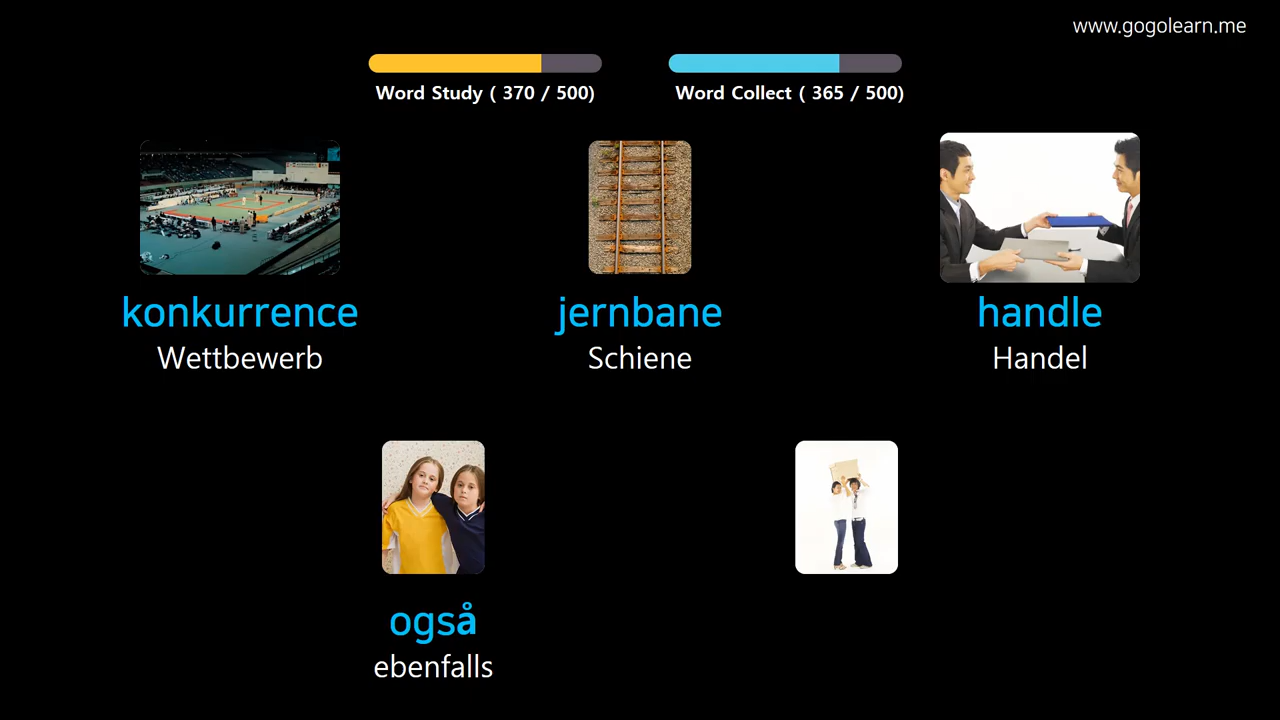 www.gogolearn.me
Word Study ( 370 / 500)
Word Collect ( 365 / 500)
konkurrence
Wettbewerb
jernbane
Schiene
handle
Handel
også
ebenfalls